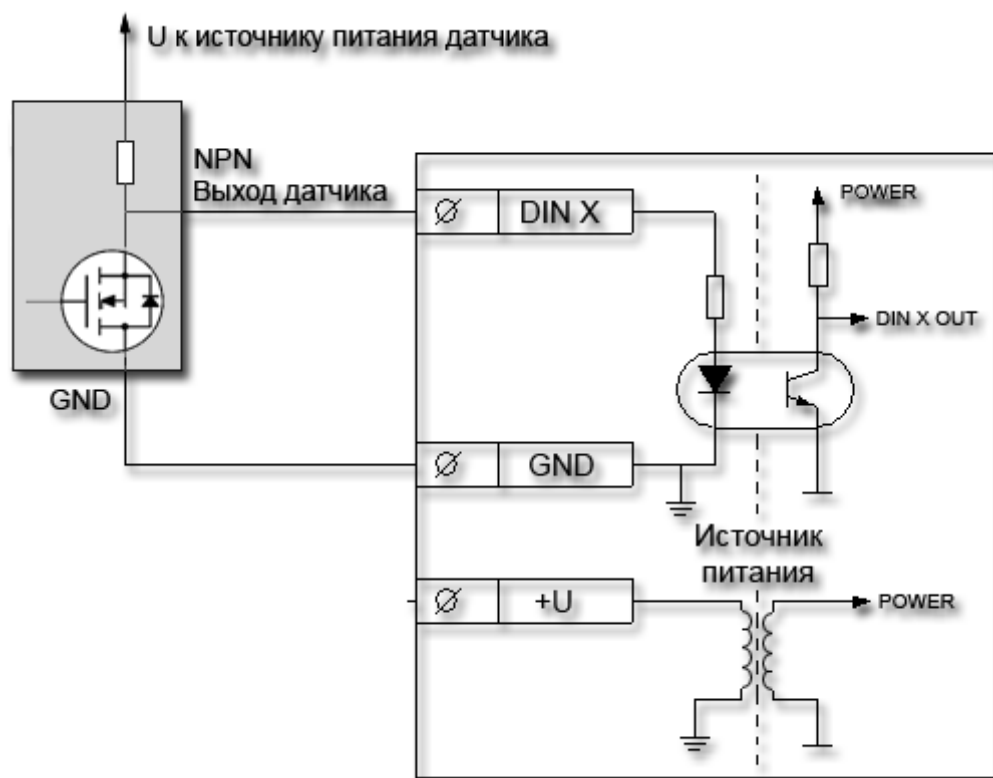 U к источнику питания датчика
NPN
Выход датчика
DIN X
POWER
DIN X OUT
GND
GND
Источник
питания
+U
POWER